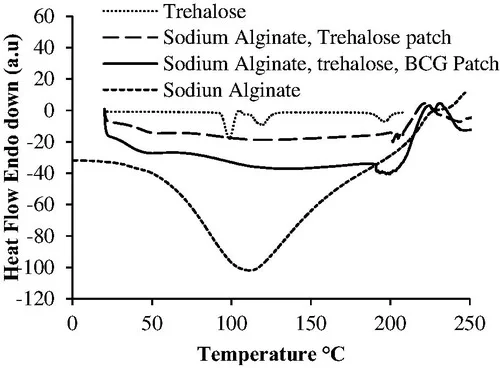 Trehalose
Sodium Alginate, Trehalose patch
Sodium Alginate, trehalose, BCG Patch
Sodiun Alginate
Heat Flow Endo down (a.u)
60
40
20
0
-20
-40
-60
-80
-100
-120
0 50 100 150 200 250
Temperature °C